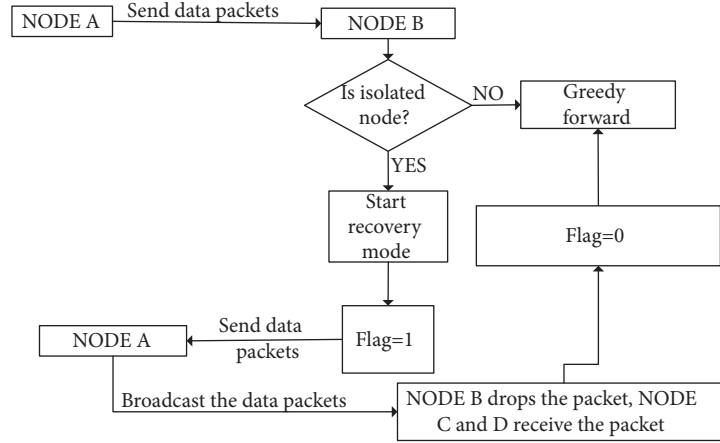 NODE A
Send data packets
NODE B
Is isolated
node?
NO
Greedy
forward
YES
Start
recovery
mode
Flag=0
Flag=1
Send data
packets
NODE A
Broadcast the data packets
NODE B drops the packet, NODE
C and D receive the packet